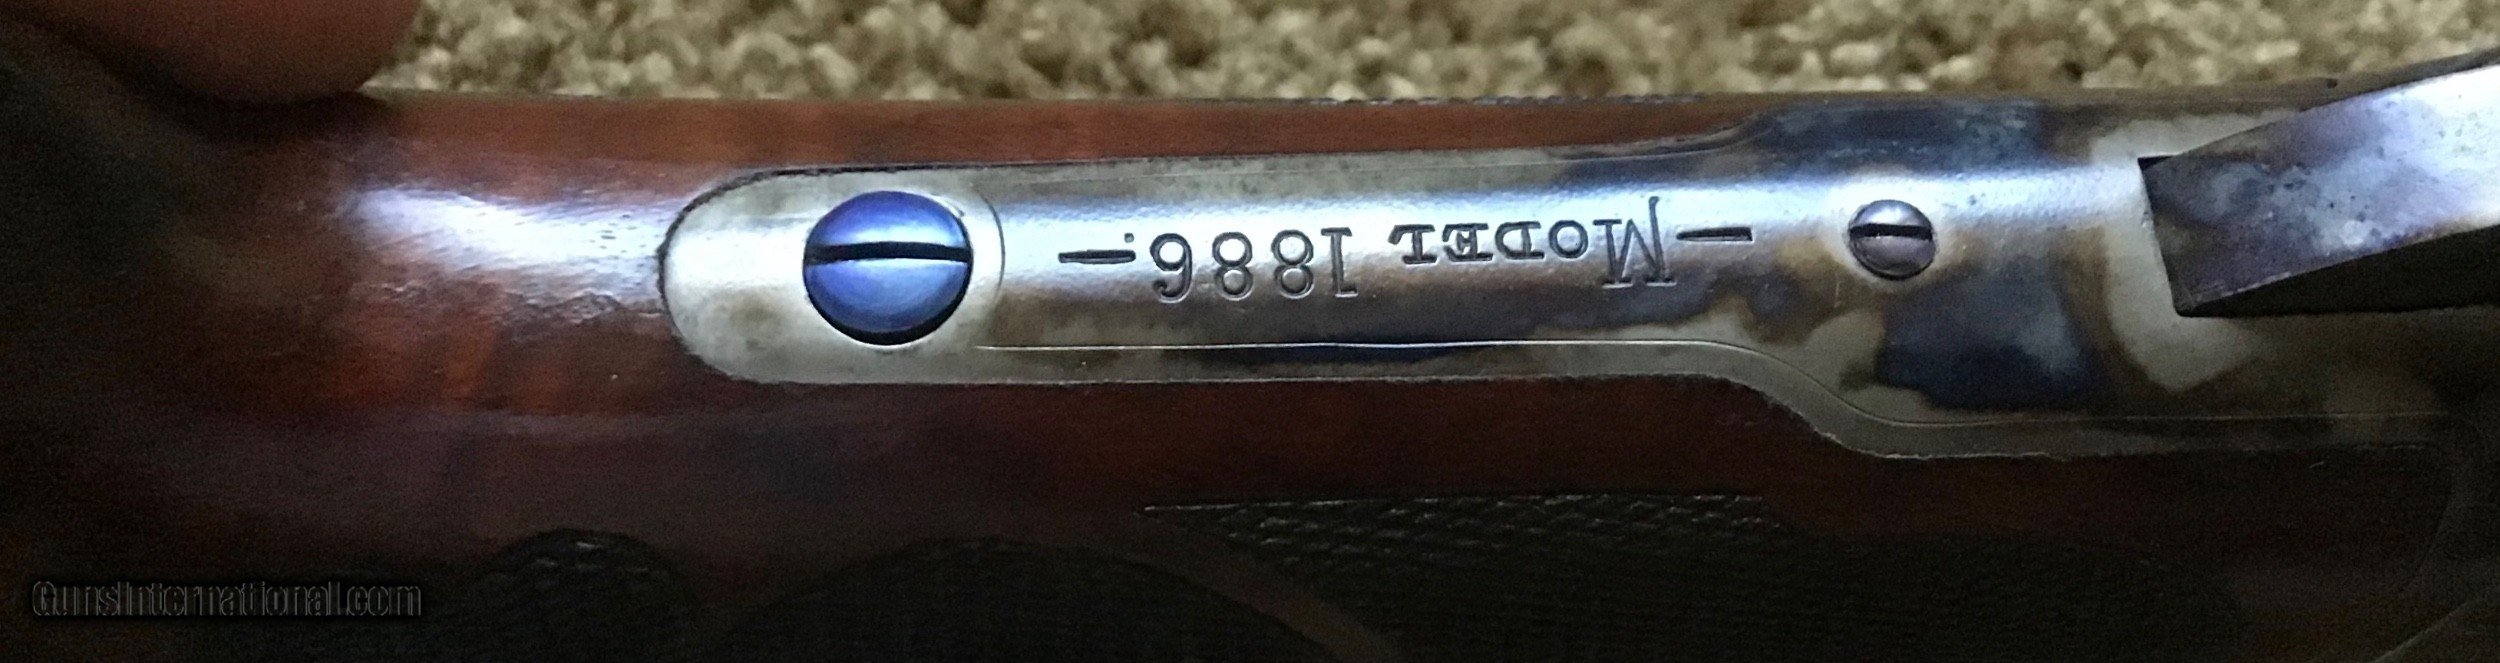 — MODEL 1886. —
GunsInternational.com